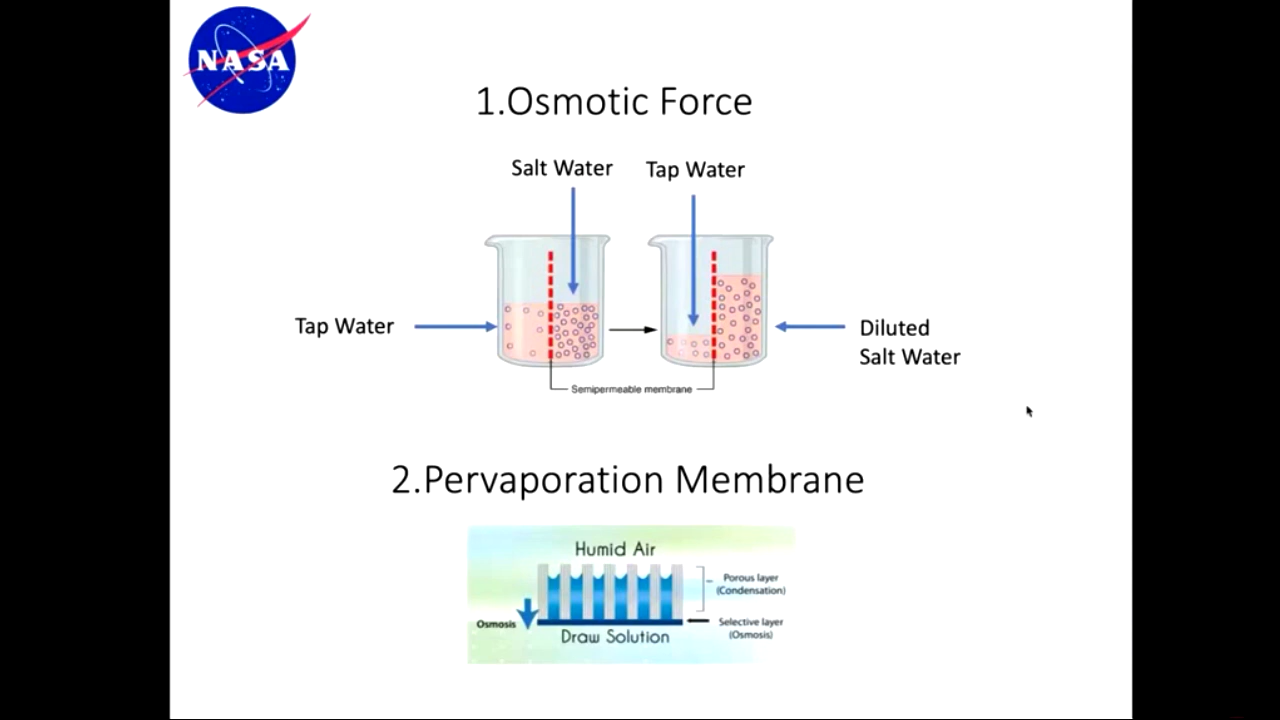 NASA
1.Osmotic Force
Salt Water
Tap Water
Tap Water
Diluted
Salt Water
Semipermeable membrane
2.Pervaporation Membrane
Humid Air
Porous layer
(Condensation)
Osmosis
Selective layer
(Osmosis)
Draw Solution